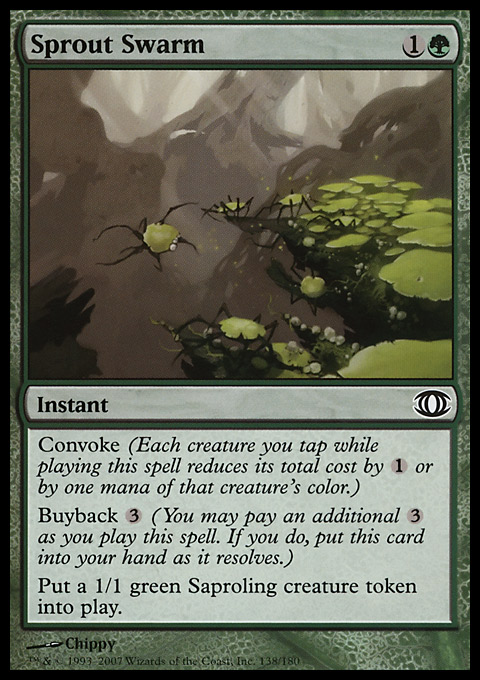 Sprout Swarm 1
Instant
Convoke (Each creature you tap while
playing this spell reduces its total cost by 1 or
by one mana of that creature's color.)
Buyback 3 (You may pay an additional 3
as you play this spell. If you do, put this card
into your hand as it resolves.)
Put a 1/1 green Saproling creature token
into play.
Chippy
™ & © 1993–2007 Wizards of the Coast, Inc. 138/180